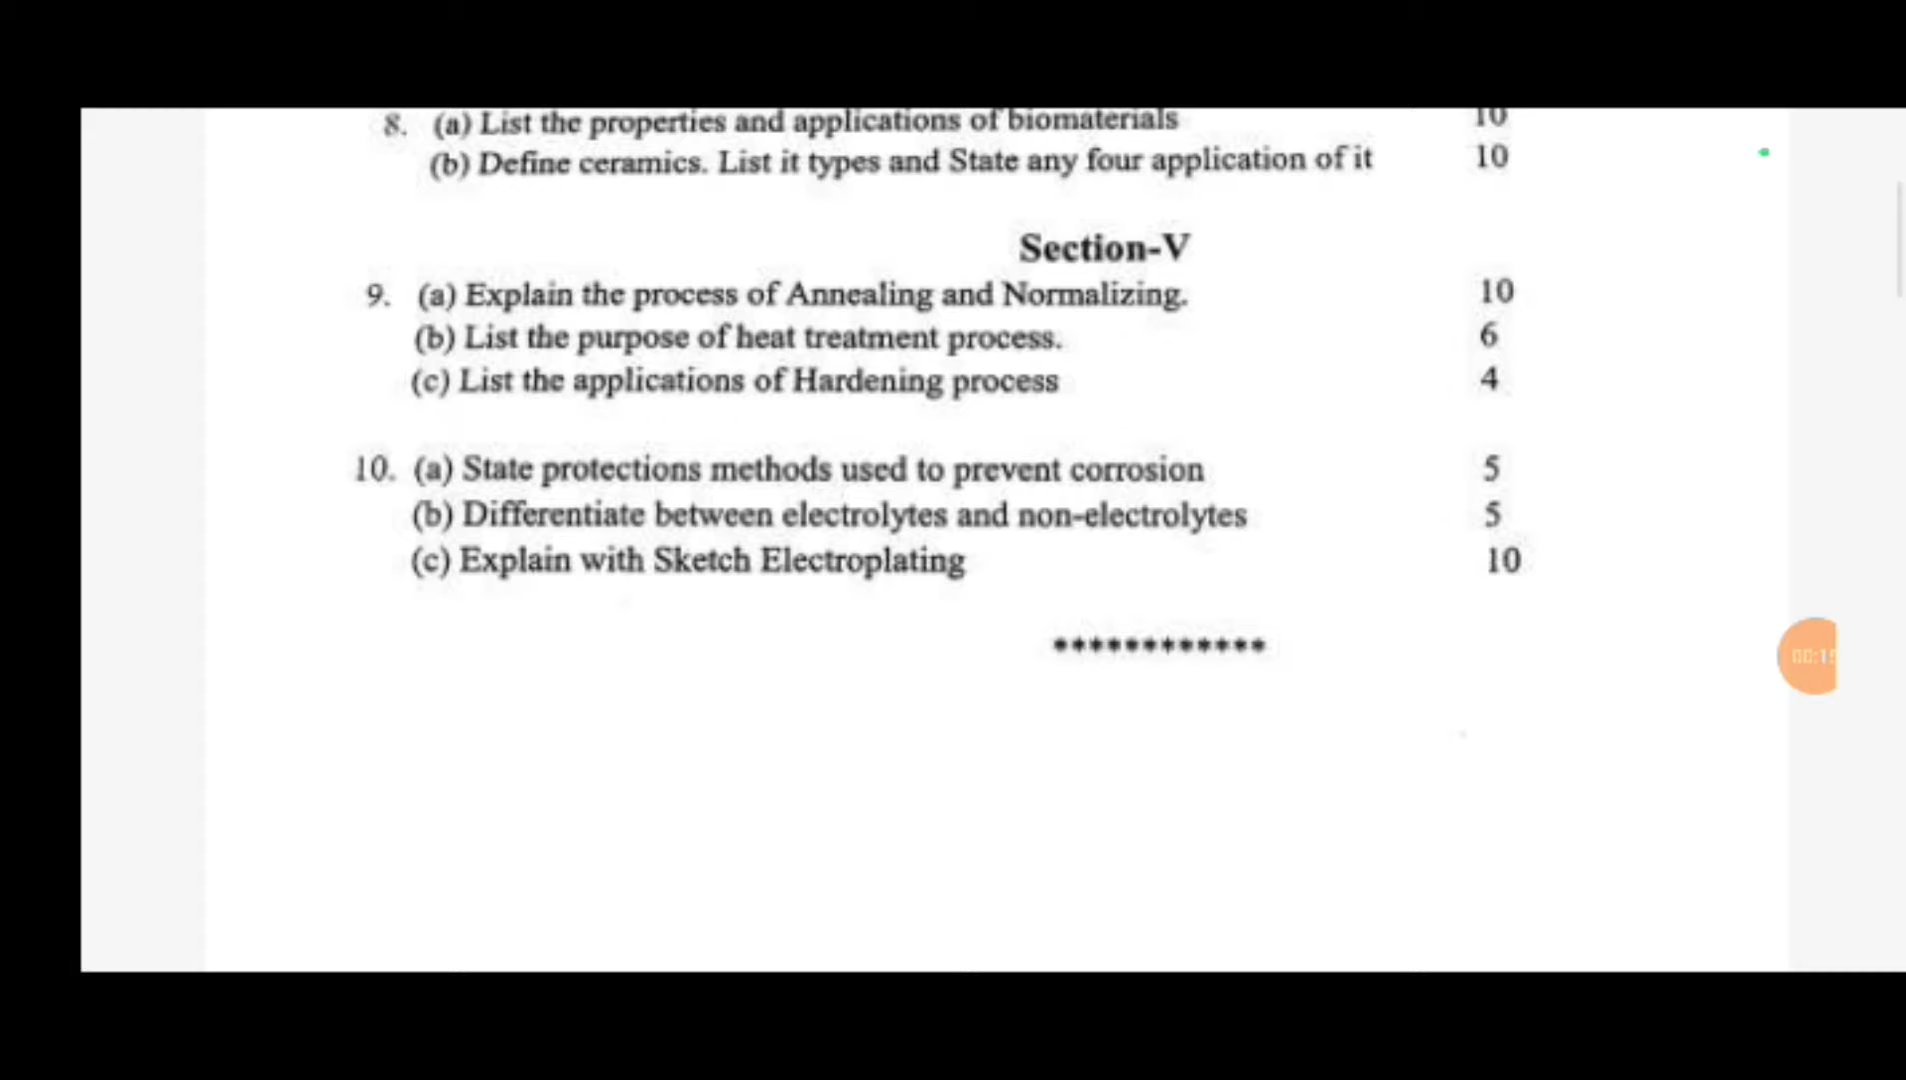 8. (a) List the properties and applications of biomaterials 10
(b) Define ceramics. List it types and State any four application of it 10
Section-V
9. (a) Explain the process of Annealing and Normalizing. 10
(b) List the purpose of heat treatment process. 6
(c) List the applications of Hardening process 4
10. (a) State protections methods used to prevent corrosion 5
(b) Differentiate between electrolytes and non-electrolytes 5
(c) Explain with Sketch Electroplating 10
************